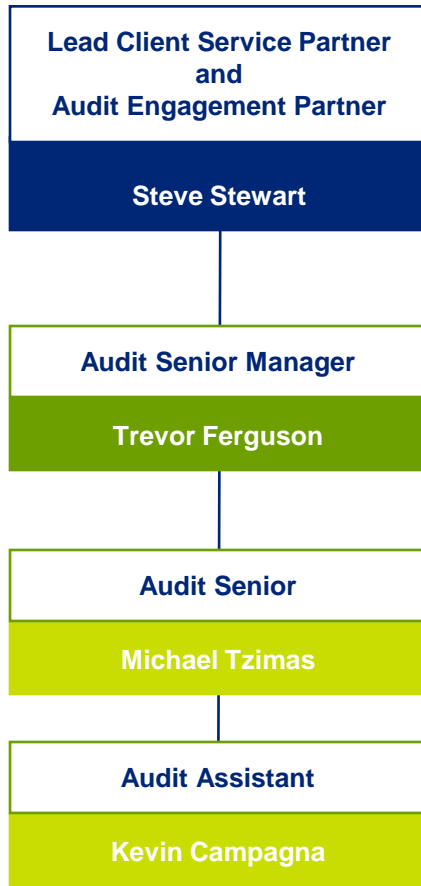 Lead Client Service Partner
and
Audit Engagement Partner
Steve Stewart
Audit Senior Manager
Trevor Ferguson
Audit Senior
Michael Tzimas
Audit Assistant
Kevin Campagna